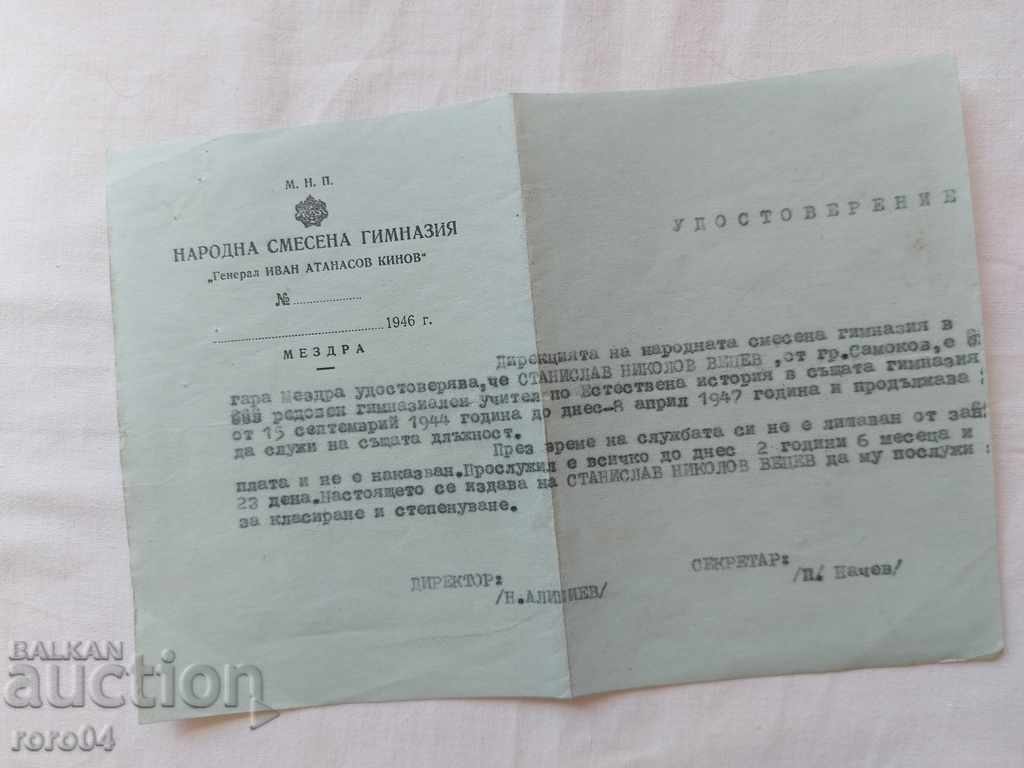 М. Н. П.
НАРОДНА СМЕСЕНА ГИМНАЗИЯ
„Генерал ИВАН АТАНАСОВ КИНОВ"
№ ....................
.......................................... 1946 г.
МЕЗДРА
УДОСТОВЕРЕНИЕ
Дирекцията на народната смесена гимназия в
гара Мездра удостоверява, че СТАНИСЛАВ НИКОЛОВ ВЕЦЕВ, от гр.Самоков, е
редовен гимназиален учител по Естествена история в същата гимназия
от 15 септемврий 1944 година до днес-8 април 1947 година и продължава
да служи на същата длъжност.
През време на службата си не е лишаван от
плата и не е наказван.Прослужил е всичко до днес 2 години 6 месеца и
23 дена.Настоящето се издава на СТАНИСЛАВ НИКОЛОВ ВЕЦЕВ да му послужи
за класиране и степенуване.
ДИРЕКТОР:
СЕКРЕТАР:
/П. Начев/
BALKAN
auction
roro04